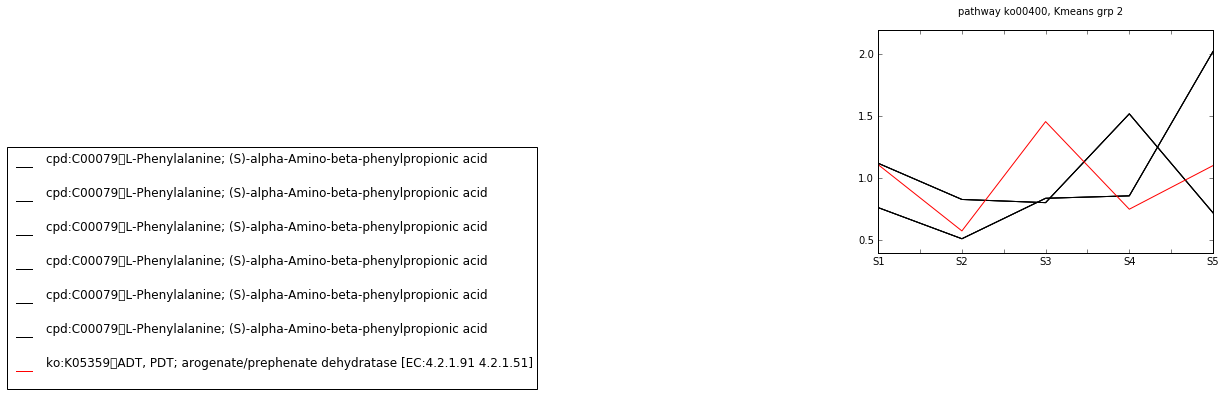 pathway ko00400, Kmeans grp 2
2.0
1.5
1.0
0.5
S1 S2 S3 S4 S5
cpd:C00079▯L-Phenylalanine; (S)-alpha-Amino-beta-phenylpropionic acid
cpd:C00079▯L-Phenylalanine; (S)-alpha-Amino-beta-phenylpropionic acid
cpd:C00079▯L-Phenylalanine; (S)-alpha-Amino-beta-phenylpropionic acid
cpd:C00079▯L-Phenylalanine; (S)-alpha-Amino-beta-phenylpropionic acid
cpd:C00079▯L-Phenylalanine; (S)-alpha-Amino-beta-phenylpropionic acid
cpd:C00079▯L-Phenylalanine; (S)-alpha-Amino-beta-phenylpropionic acid
ko:K05359▯ADT, PDT; arogenate/prephenate dehydratase [EC:4.2.1.91 4.2.1.51]